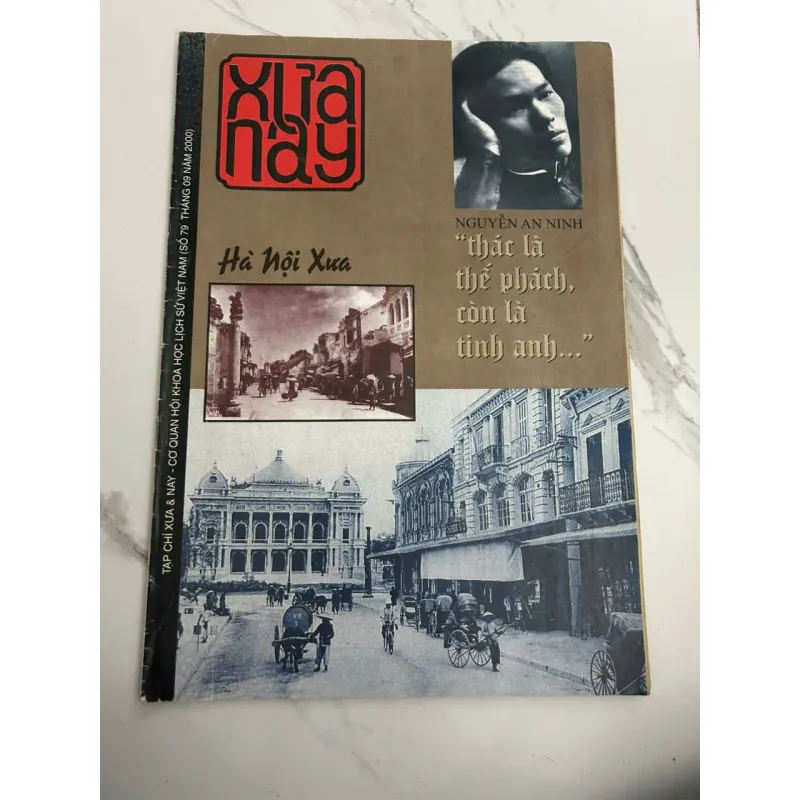 XƯA
NAY
NGUYỄN AN NINH
"thác là
thể phách,
còn là
tinh anh..."
Hà Nội Xưa
TẠP CHÍ XƯA & NAY - CƠ QUAN HỘI KHOA HỌC LỊCH SỬ VIỆT NAM (SỐ 79 THÁNG 09 NĂM 2000)